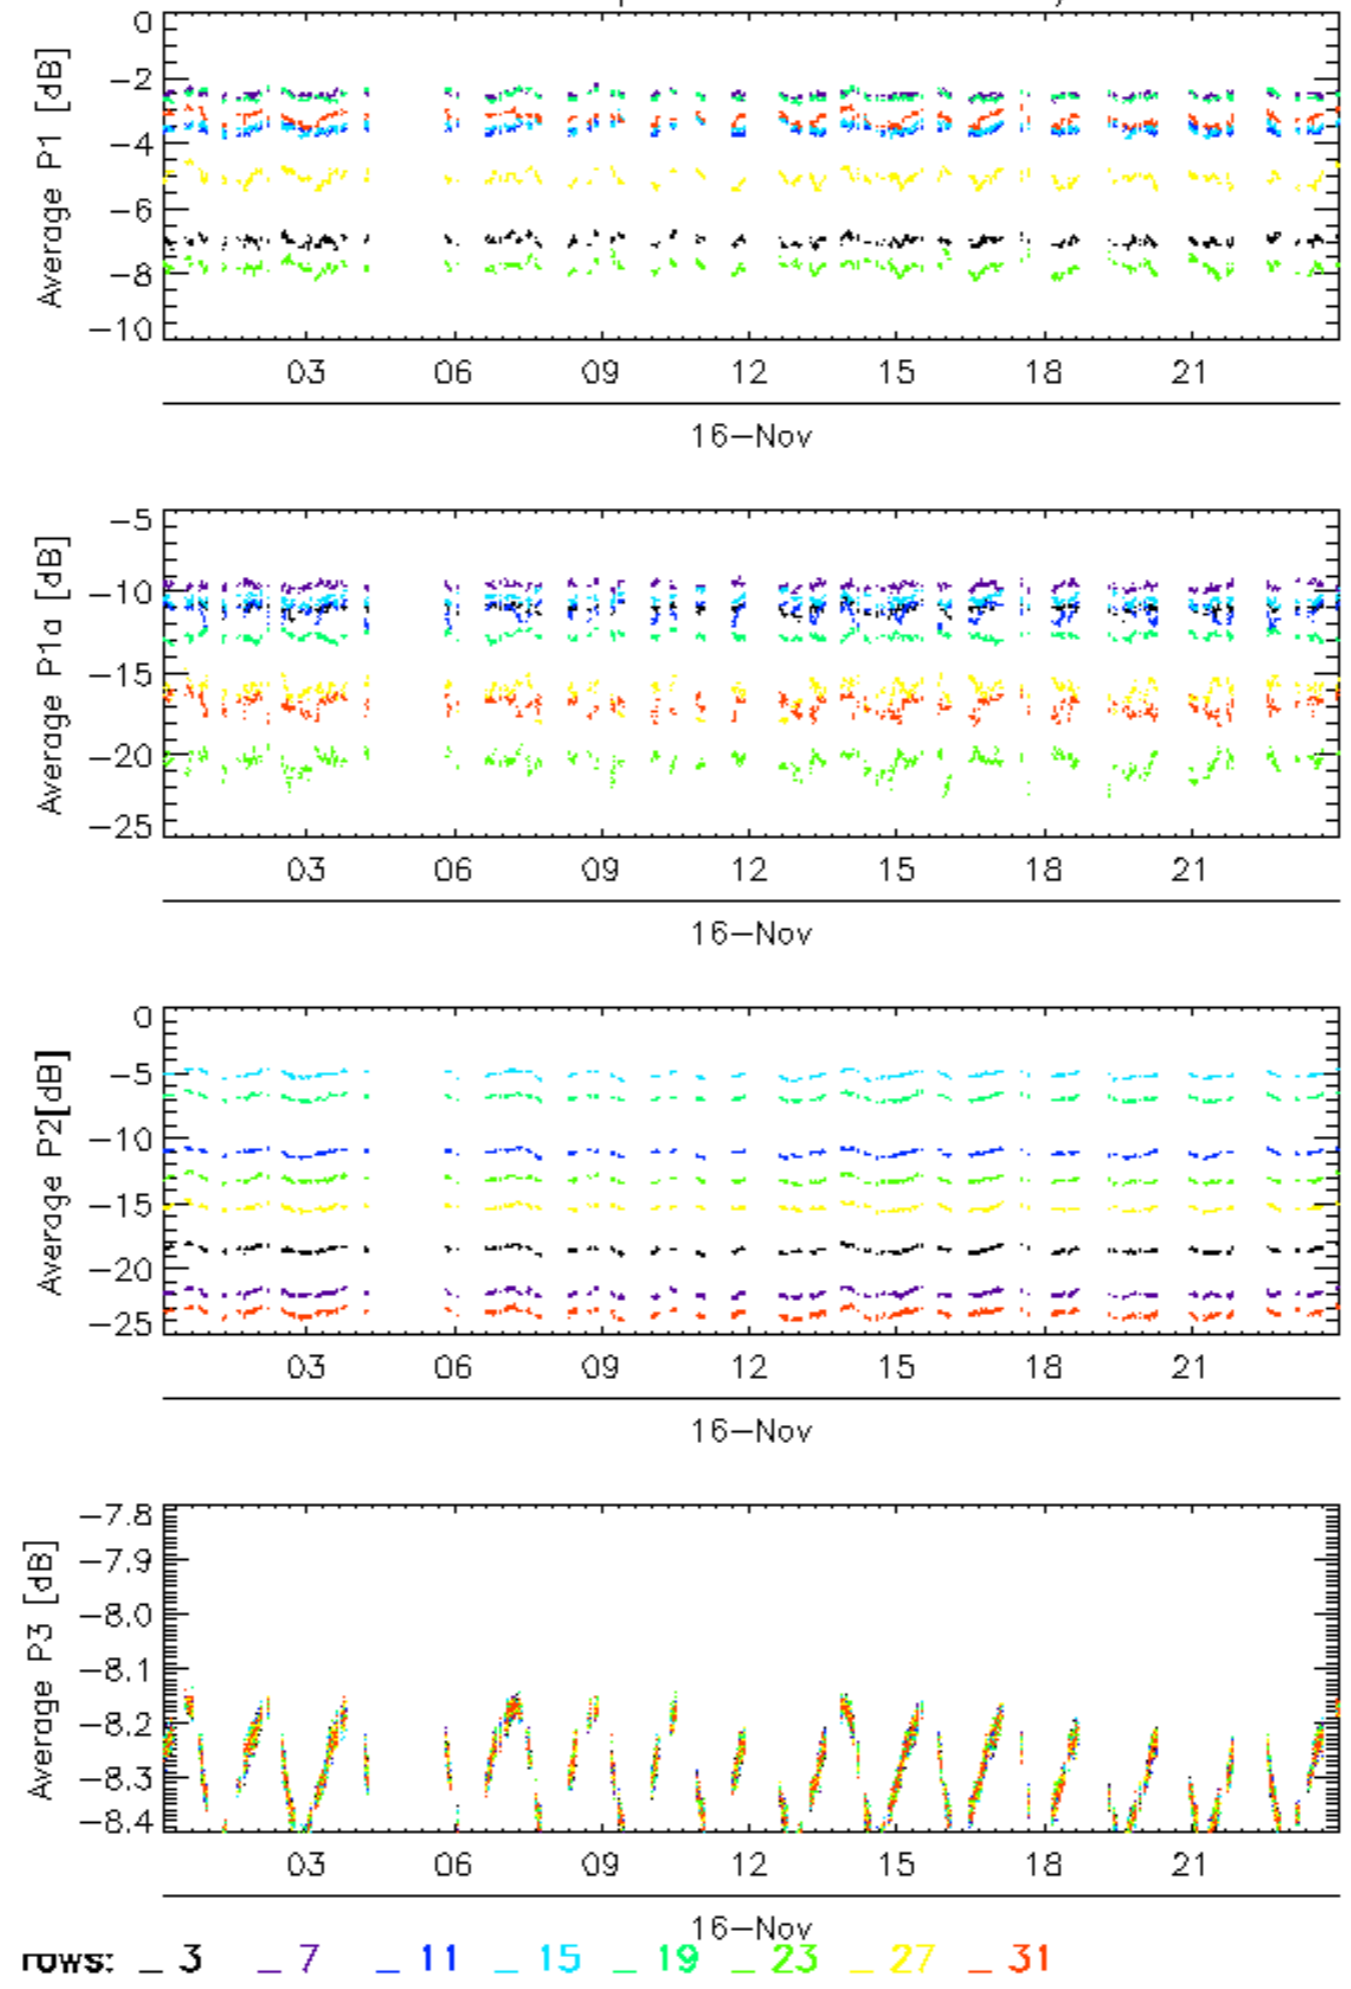 0
−2
−4
−6
−8
−10
Average P1 [dB]
03 06 09 12 15 18 21
16−Nov
−5
−10
−15
−20
−25
Average P1a [dB]
03 06 09 12 15 18 21
16−Nov
0
−5
−10
−15
−20
−25
Average P2[dB]
03 06 09 12 15 18 21
16−Nov
−7.8
−7.9
−8.0
−8.1
−8.2
−8.3
−8.4
Average P3 [dB]
03 06 09 12 15 18 21
16−Nov
rows: _ 3 _ 7 _ 11 _ 15 _ 19 _ 23 _ 27 _ 31